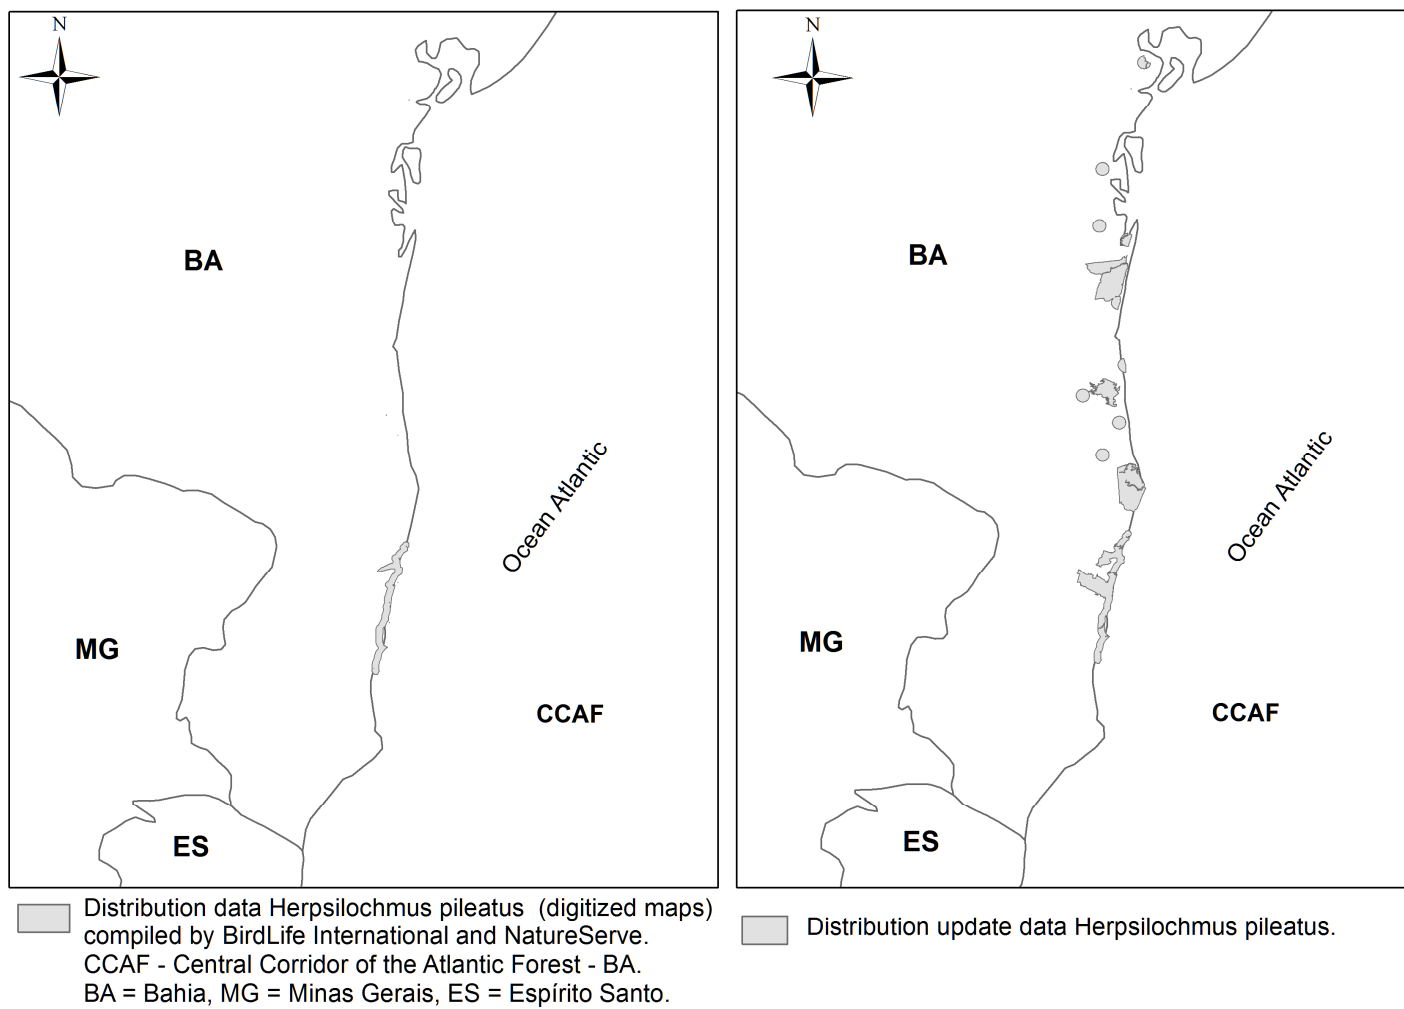 N
BA
Ocean Atlantic
MG
CCAF
ES
Distribution data Herpsilochmus pileatus (digitized maps)
compiled by BirdLife International and NatureServe.
CCAF - Central Corridor of the Atlantic Forest - BA.
BA = Bahia, MG = Minas Gerais, ES = Espírito Santo.
N
BA
Ocean Atlantic
MG
CCAF
ES
Distribution update data Herpsilochmus pileatus.